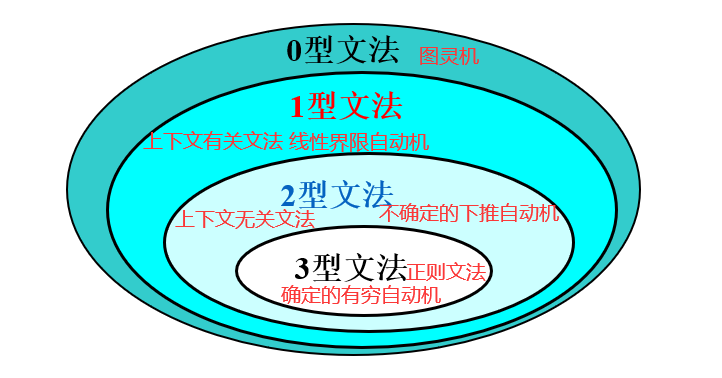 0型文法 图灵机
1型文法
上下文有关文法 线性界限自动机
2型文法
上下文无关文法 不确定的下推自动机
3型文法 正则文法
确定的有穷自动机